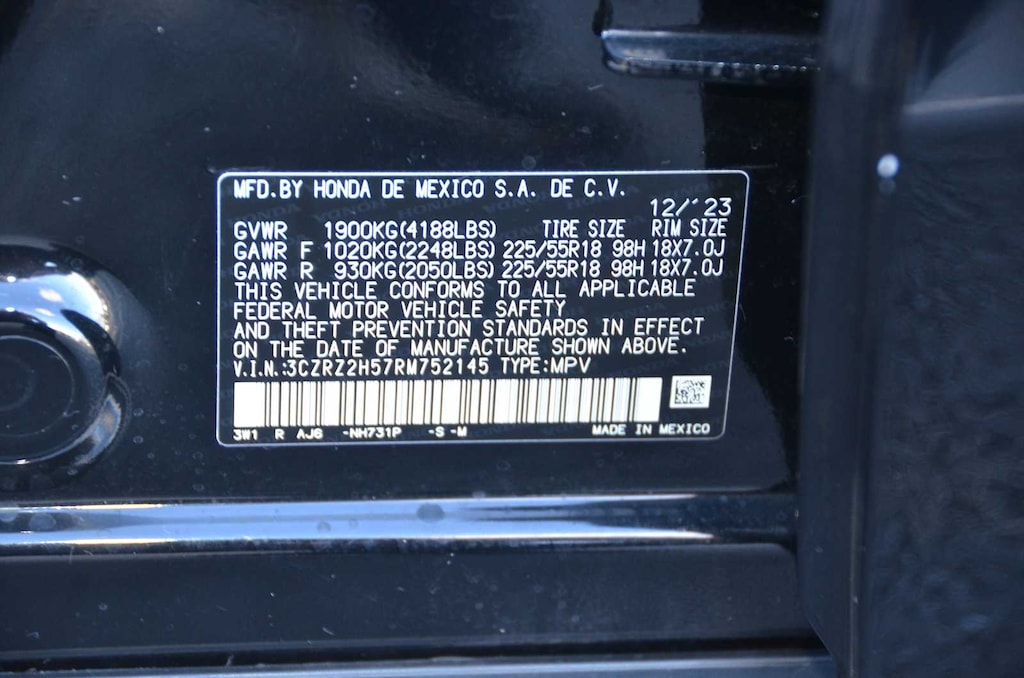 MFD.BY HONDA DE MEXICO S.A. DE C.V.
12/'23
GVWR 1900KG(4188LBS) TIRE SIZE RIM SIZE
GAWR F 1020KG(2248LBS) 225/55R18 98H 18X7.0J
GAWR R 930KG(2050LBS) 225/55R18 98H 18X7.0J
THIS VEHICLE CONFORMS TO ALL APPLICABLE
FEDERAL MOTOR VEHICLE SAFETY
AND THEFT PREVENTION STANDARDS IN EFFECT
ON THE DATE OF MANUFACTURE SHOWN ABOVE.
V.I.N.:3CZRZ2H57RM752145 TYPE:MPV
3W1 R AJ6 -NH731P -S -M MADE IN MEXICO